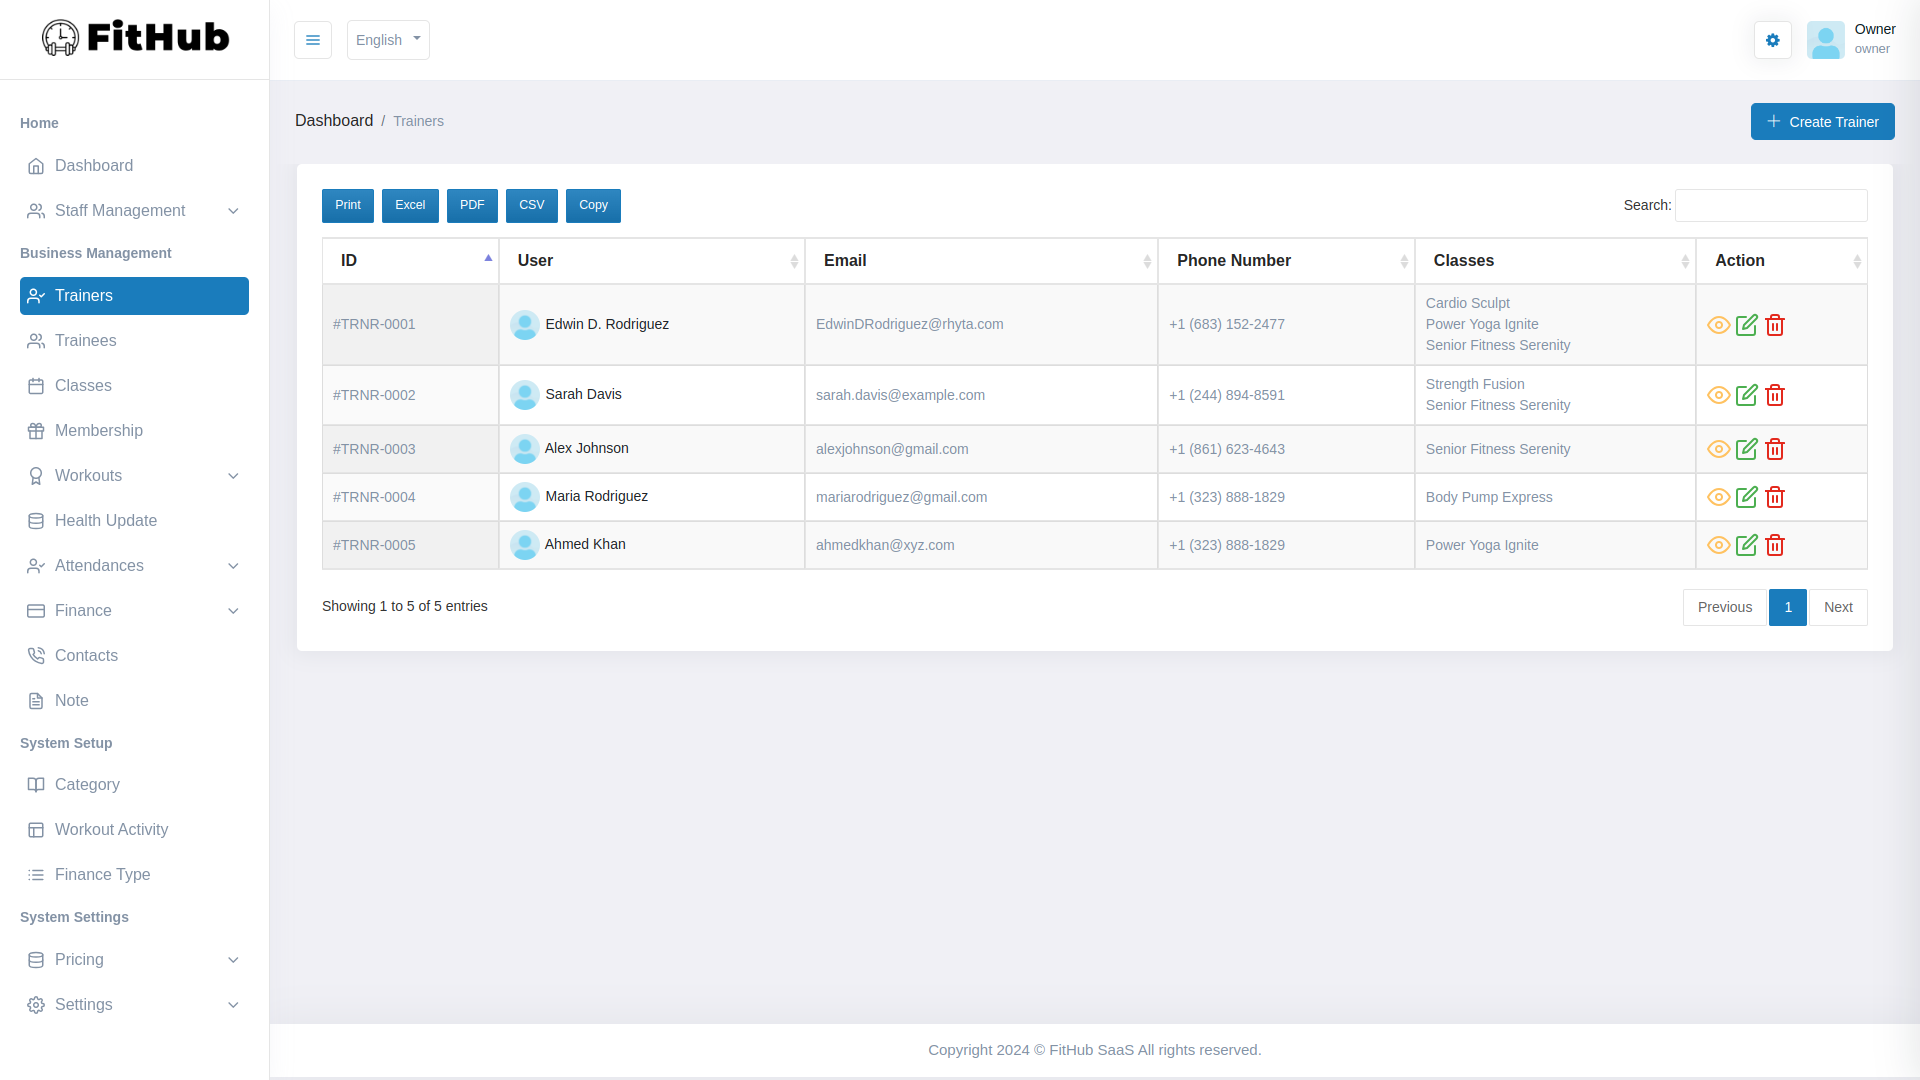 FitHub
English
Owner
owner
Home
Dashboard
Staff Management
Business Management
Trainers
Trainees
Classes
Membership
Workouts
Health Update
Attendances
Finance
Contacts
Note
System Setup
Category
Workout Activity
Finance Type
System Settings
Pricing
Settings
Dashboard / Trainers
Create Trainer
Print Excel PDF CSV Copy
Search:
ID User Email Phone Number Classes Action
#TRNR-0001 Edwin D. Rodriguez EdwinDRodriguez@rhyta.com +1 (683) 152-2477 Cardio Sculpt
Power Yoga Ignite
Senior Fitness Serenity
#TRNR-0002 Sarah Davis sarah.davis@example.com +1 (244) 894-8591 Strength Fusion
Senior Fitness Serenity
#TRNR-0003 Alex Johnson alexjohnson@gmail.com +1 (861) 623-4643 Senior Fitness Serenity
#TRNR-0004 Maria Rodriguez mariarodriguez@gmail.com +1 (323) 888-1829 Body Pump Express
#TRNR-0005 Ahmed Khan ahmedkhan@xyz.com +1 (323) 888-1829 Power Yoga Ignite
Showing 1 to 5 of 5 entries
Previous 1 Next
Copyright 2024 © FitHub SaaS All rights reserved.